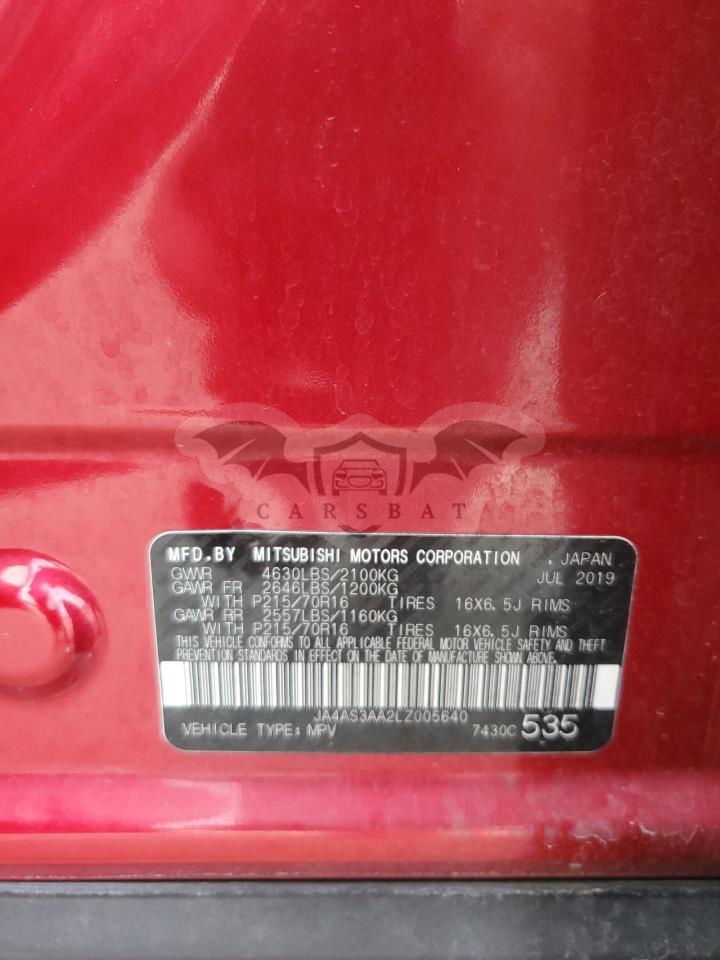 CARSBAT
MFD.BY MITSUBISHI MOTORS CORPORATION , JAPAN
GVWR 4630LBS/2100KG JUL 2019
GAWR FR 2646LBS/1200KG
WITH P215/70R16 TIRES 16X6.5J RIMS
GAWR RR 2557LBS/1160KG
WITH P215/70R16 TIRES 16X6.5J RIMS
THIS VEHICLE CONFORMS TO ALL APPLICABLE FEDERAL MOTOR VEHICLE SAFETY AND THEFT
PREVENTION STANDARDS IN EFFECT ON THE DATE OF MANUFACTURE SHOWN ABOVE.
JA4AS3AA2LZ005640
VEHICLE TYPE: MPV 7430C 535